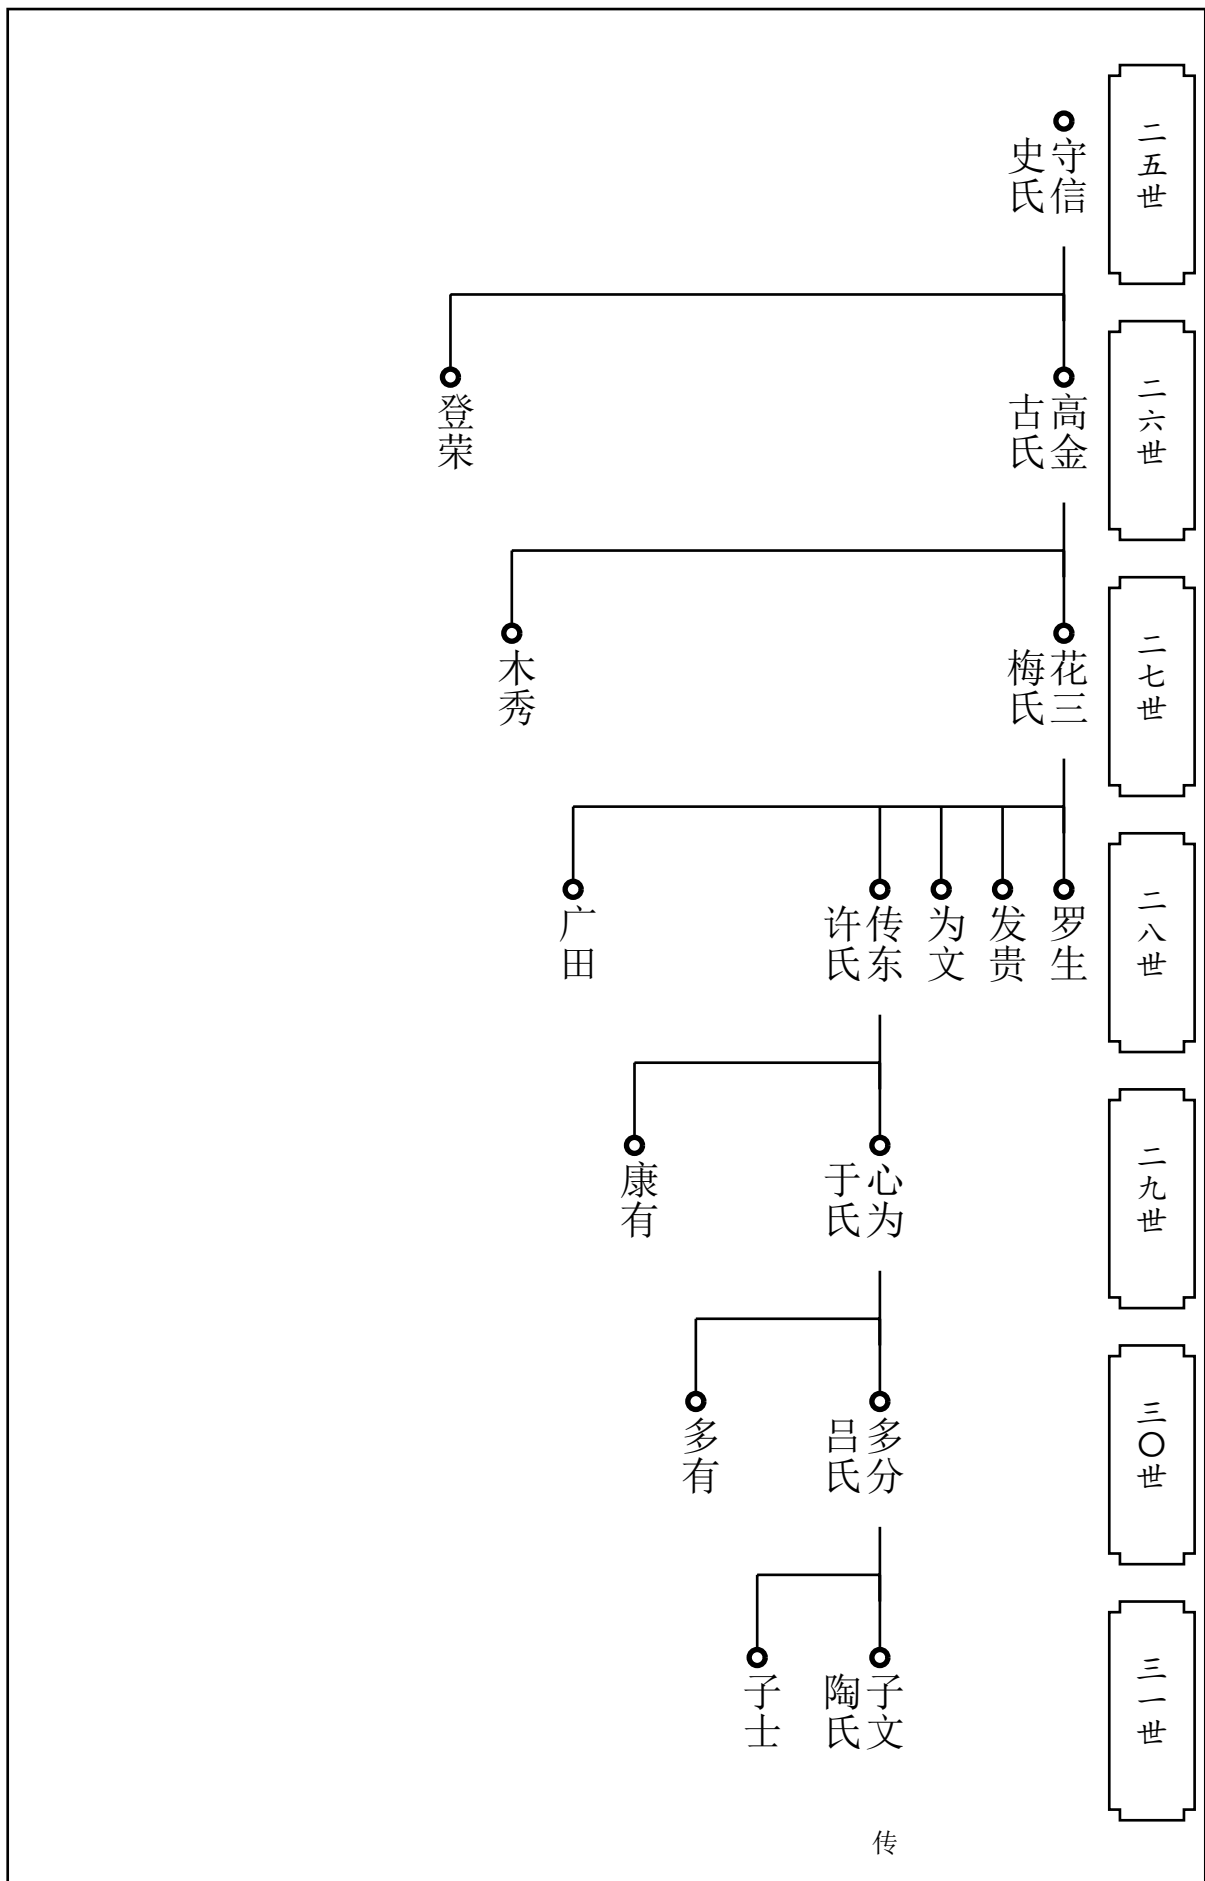 二五世
守信
史氏
二六世
高金
古氏
登荣
二七世
花三
梅氏
木秀
二八世
罗生
发贵
为文
传东
许氏
广田
二九世
心为
于氏
康有
三〇世
多分
吕氏
多有
三一世
子文
陶氏
子士
传